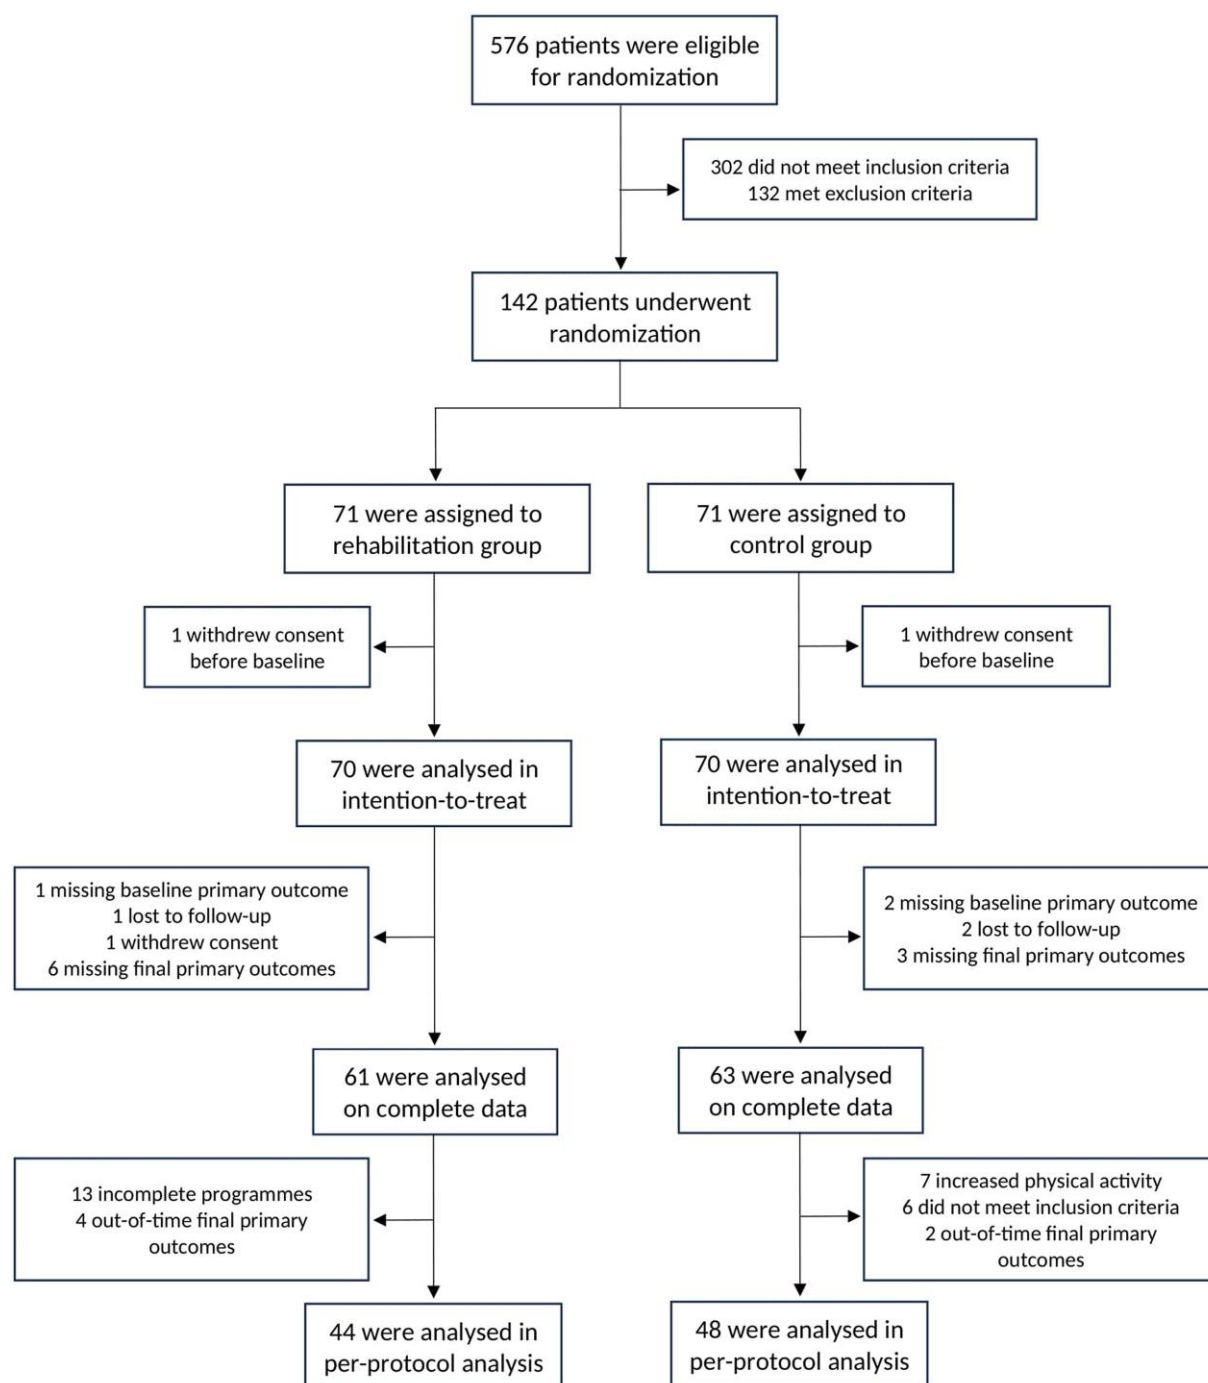 576 patients were eligible
for randomization
302 did not meet inclusion criteria
132 met exclusion criteria
142 patients underwent
randomization
71 were assigned to
rehabilitation group
71 were assigned to
control group
1 withdrew consent
before baseline
1 withdrew consent
before baseline
70 were analysed in
intention-to-treat
70 were analysed in
intention-to-treat
1 missing baseline primary outcome
1 lost to follow-up
1 withdrew consent
6 missing final primary outcomes
2 missing baseline primary outcome
2 lost to follow-up
3 missing final primary outcomes
61 were analysed
on complete data
63 were analysed
on complete data
13 incomplete programmes
4 out-of-time final primary
outcomes
7 increased physical activity
6 did not meet inclusion criteria
2 out-of-time final primary
outcomes
44 were analysed in
per-protocol analysis
48 were analysed in
per-protocol analysis